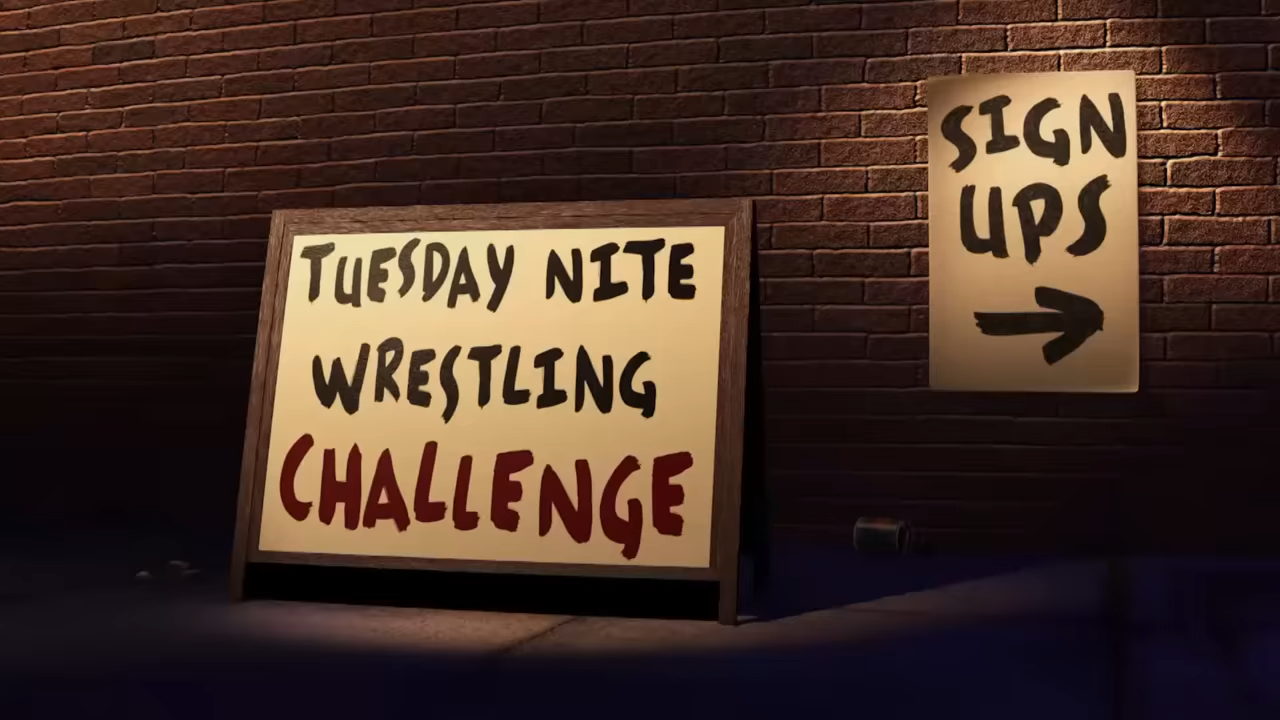 TUESDAY NITE
WRESTLING
CHALLENGE
SIGN
UPS